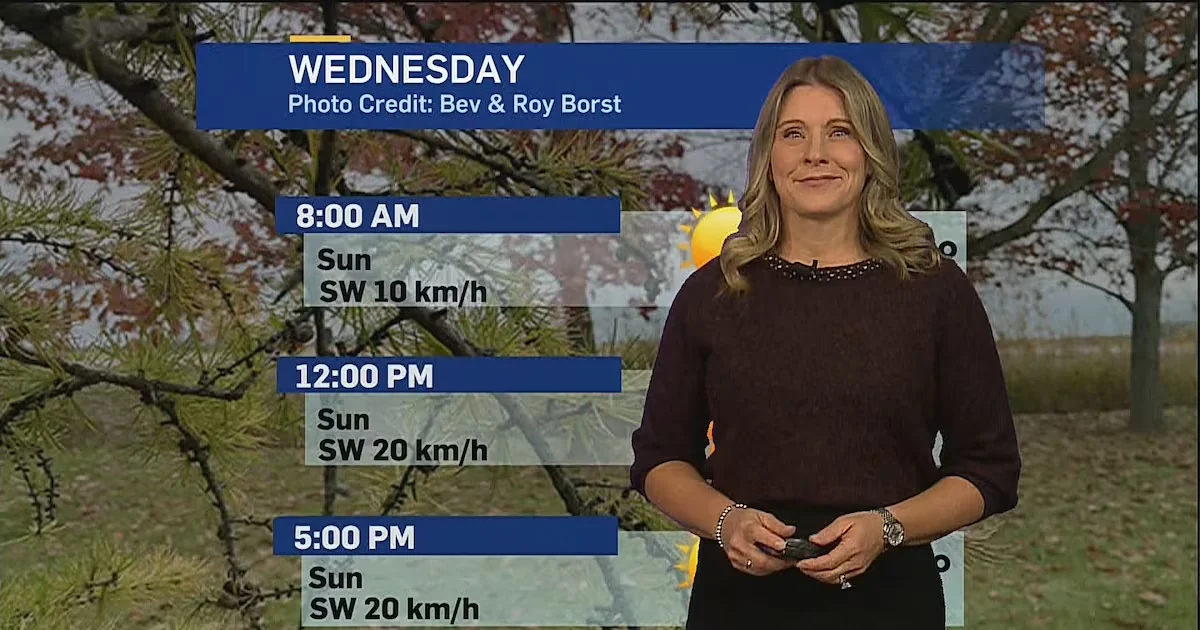 WEDNESDAY
Photo Credit: Bev & Roy Borst
8:00 AM
Sun
SW 10 km/h
12:00 PM
Sun
SW 20 km/h
5:00 PM
Sun
SW 20 km/h